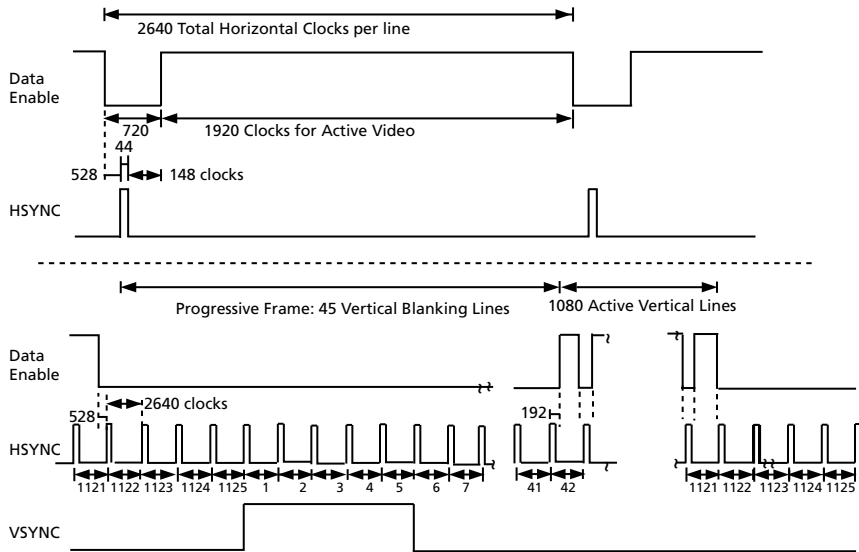 2640 Total Horizontal Clocks per line
Data
Enable
720
1920 Clocks for Active Video
44
528
148 clocks
HSYNC
Progressive Frame: 45 Vertical Blanking Lines
1080 Active Vertical Lines
Data
Enable
528
2640 clocks
192
HSYNC
1121 1122 1123 1124 1125 1 2 3 4 5 6 7 41 42 1121 1122 1123 1124 1125
VSYNC